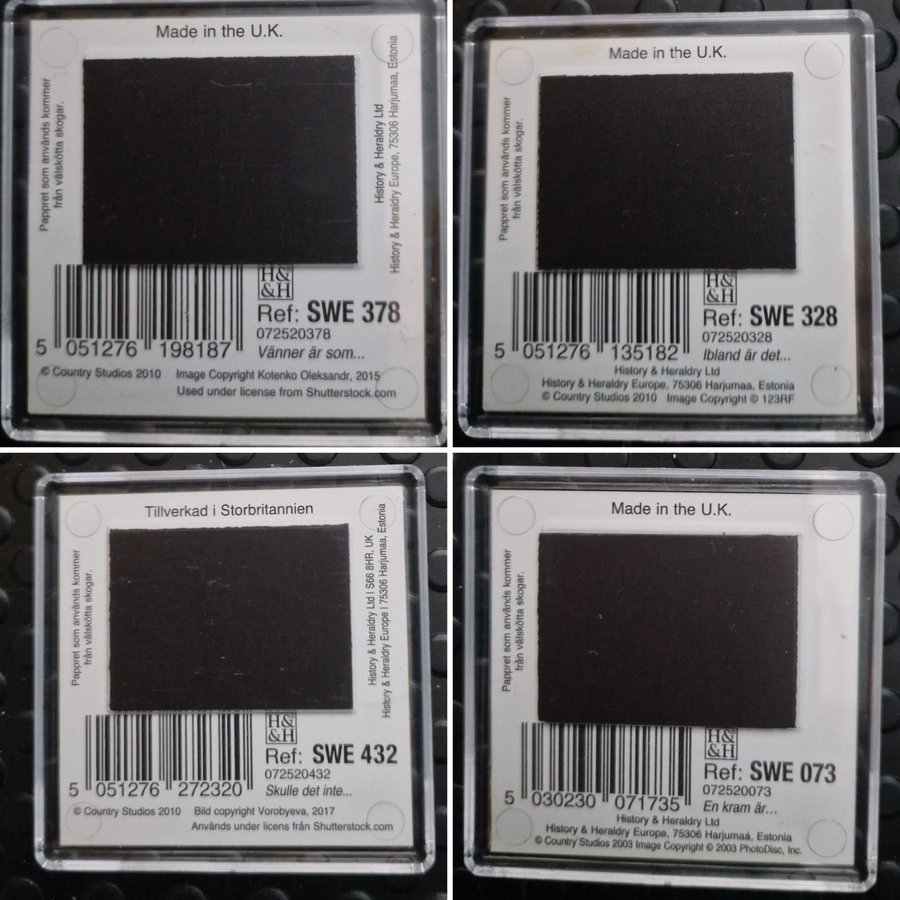 Made in the U.K.
Pappret som används kommer
från välskötta skogar.
History & Heraldry Ltd
History & Heraldry Europe, 75306 Harjumaa, Estonia
H&
&H
Ref: SWE 378
072520378
5 051276 198187
Vänner är som...
© Country Studios 2010 Image Copyright Kotenko Oleksandr, 2015
Used under license from Shutterstock.com
Made in the U.K.
Pappret som används kommer
från välskötta skogar.
H&
&H
Ref: SWE 328
072520328
5 051276 135182
Ibland är det...
History & Heraldry Ltd
History & Heraldry Europe, 75306 Harjumaa, Estonia
© Country Studios 2010 Image Copyright © 123RF
Tillverkad i Storbritannien
Pappret som används kommer
från välskötta skogar.
History & Heraldry Ltd | S66 8HR, UK
History & Heraldry Europe | 75306 Harjumaa, Estonia
H&
&H
Ref: SWE 432
072520432
5 051276 272320
Skulle det inte...
© Country Studios 2010 Bild copyright Vorobyeva, 2017
Används under licens från Shutterstock.com
Made in the U.K.
Pappret som används kommer
från välskötta skogar.
H&
&H
Ref: SWE 073
072520073
5 030230 071735
En kram är...
History & Heraldry Ltd
History & Heraldry Europe, 75306 Harjumaa, Estonia
© Country Studios 2003 Image Copyright © 2003 PhotoDisc, Inc.